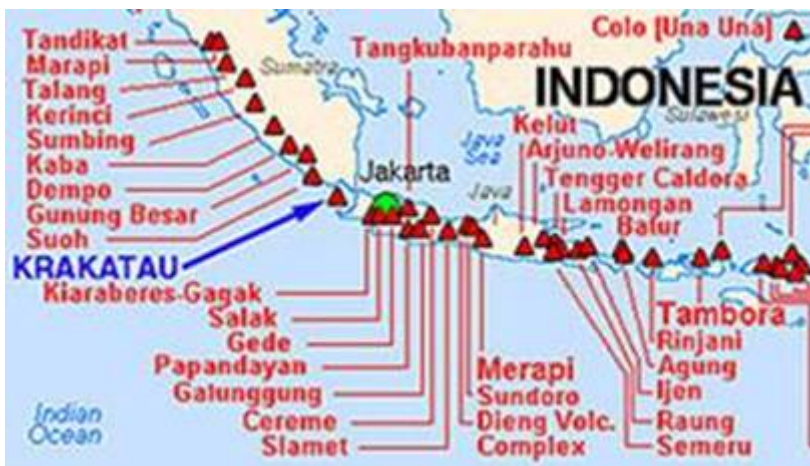 Tandikat
Marapi
Talang
Kerinci
Sumbing
Kaba
Dempo
Gunung Besar
Suoh
KRAKATAU
Sumatra
Tangkubanparahu
Jakarta
Java
Sea
Java
Colo [Una Una]
INDONESIA
Sulawesi
Kelut
Arjuno-Welirang
Tengger Caldora
Lamongan
Batur
Kiaraberes-Gagak
Salak
Gede
Papandayan
Galunggung
Cereme
Slamet
Merapi
Sundoro
Dieng Volc.
Complex
Tambora
Rinjani
Agung
Ijen
Raung
Semeru
Indian
Ocean